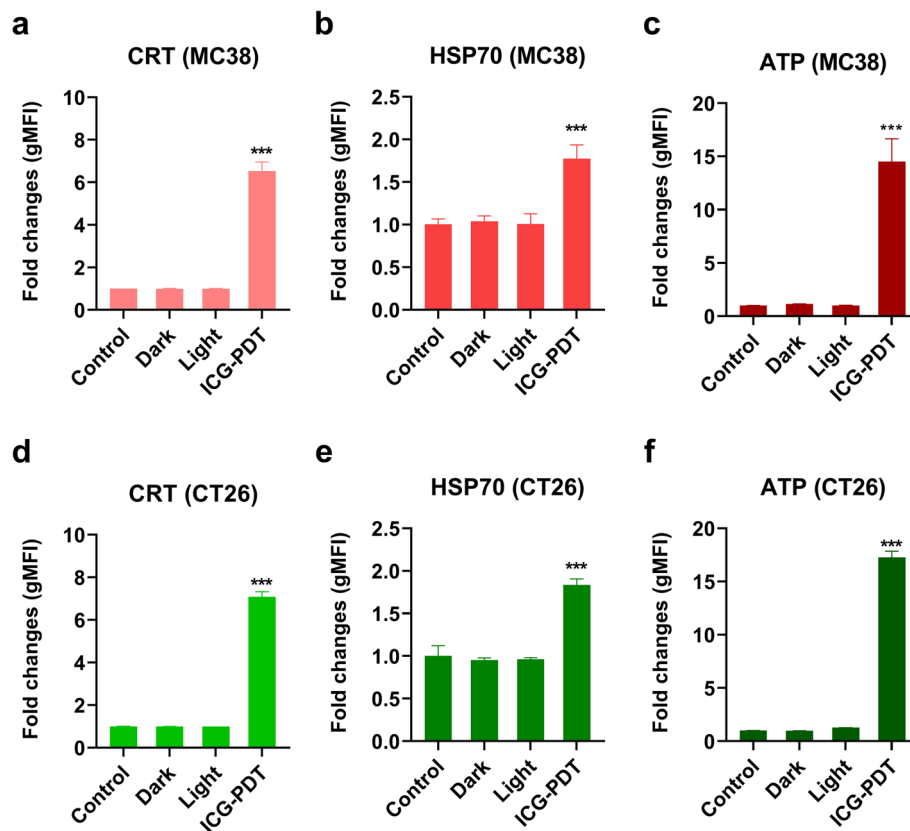 a
CRT (MC38)
Fold changes (gMFI)
10
8
6
4
2
0
***
Control
Dark
Light
ICG-PDT
b
HSP70 (MC38)
Fold changes (gMFI)
2.5
2.0
1.5
1.0
0.5
0.0
***
Control
Dark
Light
ICG-PDT
c
ATP (MC38)
Fold changes (gMFI)
20
15
10
5
0
***
Control
Dark
Light
ICG-PDT
d
CRT (CT26)
Fold changes (gMFI)
10
8
6
4
2
0
***
Control
Dark
Light
ICG-PDT
e
HSP70 (CT26)
Fold changes (gMFI)
2.5
2.0
1.5
1.0
0.5
0.0
***
Control
Dark
Light
ICG-PDT
f
ATP (CT26)
Fold changes (gMFI)
20
15
10
5
0
***
Control
Dark
Light
ICG-PDT